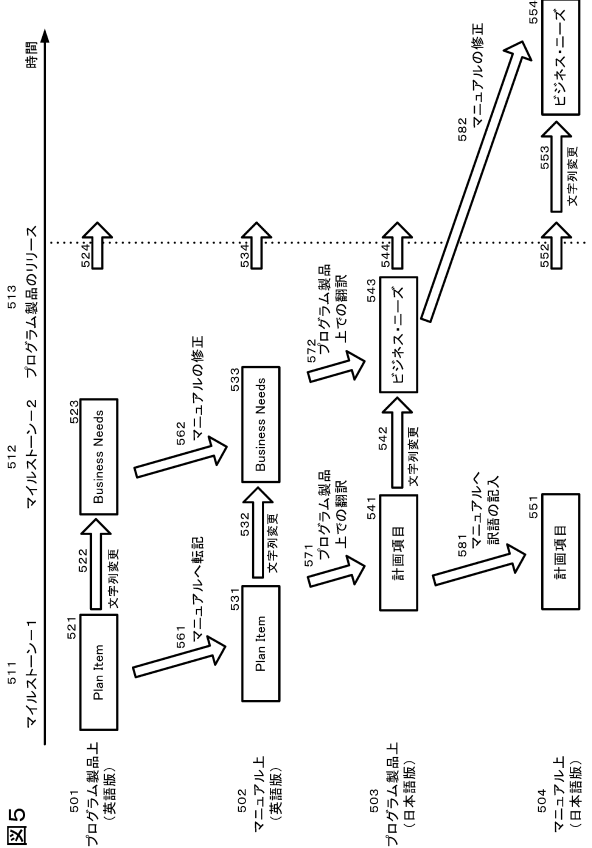 図5
時間
511
マイルストーン-1
512
マイルストーン-2
513
プログラム製品のリリース
501
プログラム製品上
(英語版)
521
Plan Item
522
文字列変更
523
Business Needs
524
561
マニュアルへ転記
562
マニュアルの修正
502
マニュアル上
(英語版)
531
Plan Item
532
文字列変更
533
Business Needs
534
571
プログラム製品
上での翻訳
572
プログラム製品
上での翻訳
503
プログラム製品上
(日本語版)
541
計画項目
542
文字列変更
543
ビジネス・ニーズ
544
581
マニュアルへ
訳語の記入
582
マニュアルの修正
504
マニュアル上
(日本語版)
551
計画項目
552
553
文字列変更
554
ビジネス・ニーズ